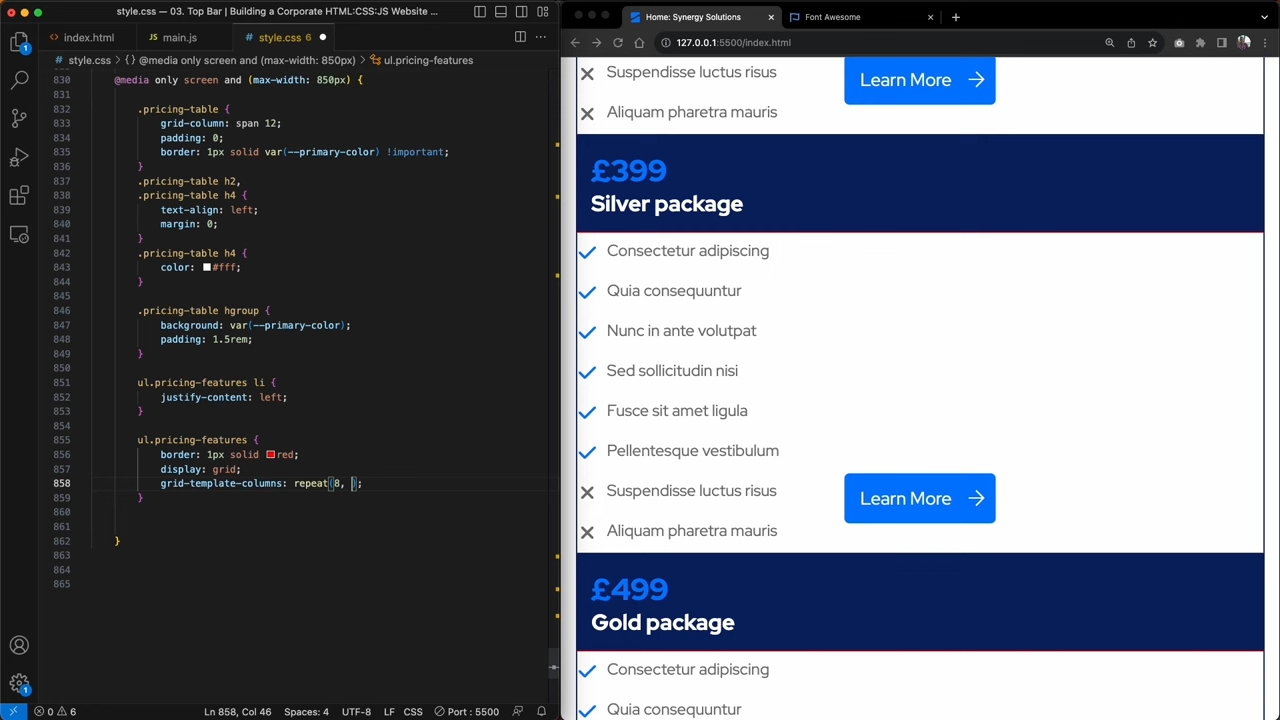 style.css — 03. Top Bar | Building a Corporate HTML:CSS:JS Website ...
Home: Synergy Solutions
Font Awesome
index.html
main.js
style.css 6
127.0.0.1:5500/index.html
style.css > {} @media only screen and (max-width: 850px) > ul.pricing-features
830 @media only screen and (max-width: 850px) {
831
832 .pricing-table {
833 grid-column: span 12;
834 padding: 0;
835 border: 1px solid var(--primary-color) !important;
836 }
837 .pricing-table h2,
838 .pricing-table h4 {
839 text-align: left;
840 margin: 0;
841 }
842 .pricing-table h4 {
843 color: #fff;
844 }
845
846 .pricing-table hgroup {
847 background: var(--primary-color);
848 padding: 1.5rem;
849 }
850
851 ul.pricing-features li {
852 justify-content: left;
853 }
854
855 ul.pricing-features {
856 border: 1px solid red;
857 display: grid;
858 grid-template-columns: repeat(8, );
859 }
860
861
862 }
863
864
865
Suspendisse luctus risus
Aliquam pharetra mauris
Learn More
£399
Silver package
Consectetur adipiscing
Quia consequuntur
Nunc in ante volutpat
Sed sollicitudin nisi
Fusce sit amet ligula
Pellentesque vestibulum
Suspendisse luctus risus
Aliquam pharetra mauris
Learn More
£499
Gold package
Consectetur adipiscing
Quia consequuntur
1
1
0 6
Ln 858, Col 46
Spaces: 4
UTF-8
LF
CSS
Port : 5500